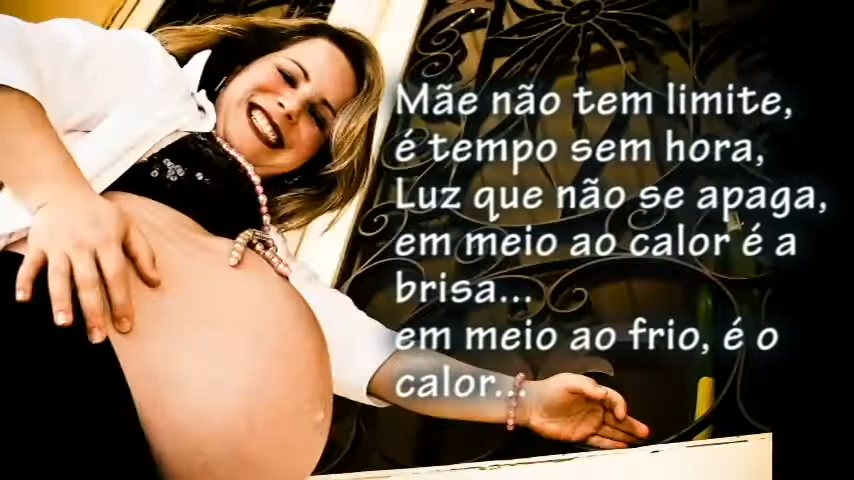 Mãe não tem limite,
é tempo sem hora,
Luz que não se apaga,
em meio ao calor é a
brisa...
em meio ao frio, é o
calor...